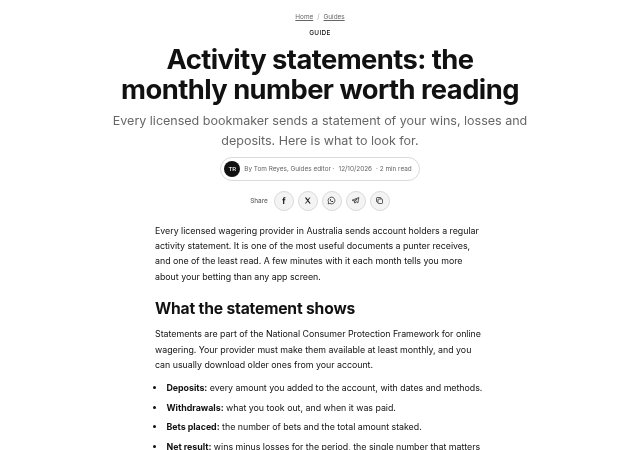 Home / Guides
GUIDE
Activity statements: the
monthly number worth reading
Every licensed bookmaker sends a statement of your wins, losses and
deposits. Here is what to look for.
TR By Tom Reyes, Guides editor · 12/10/2026 · 2 min read
Share
Every licensed wagering provider in Australia sends account holders a regular
activity statement. It is one of the most useful documents a punter receives,
and one of the least read. A few minutes with it each month tells you more
about your betting than any app screen.
What the statement shows
Statements are part of the National Consumer Protection Framework for online
wagering. Your provider must make them available at least monthly, and you
can usually download older ones from your account.
• Deposits: every amount you added to the account, with dates and methods.
• Withdrawals: what you took out, and when it was paid.
• Bets placed: the number of bets and the total amount staked.
• Net result: wins minus losses for the period, the single number that matters